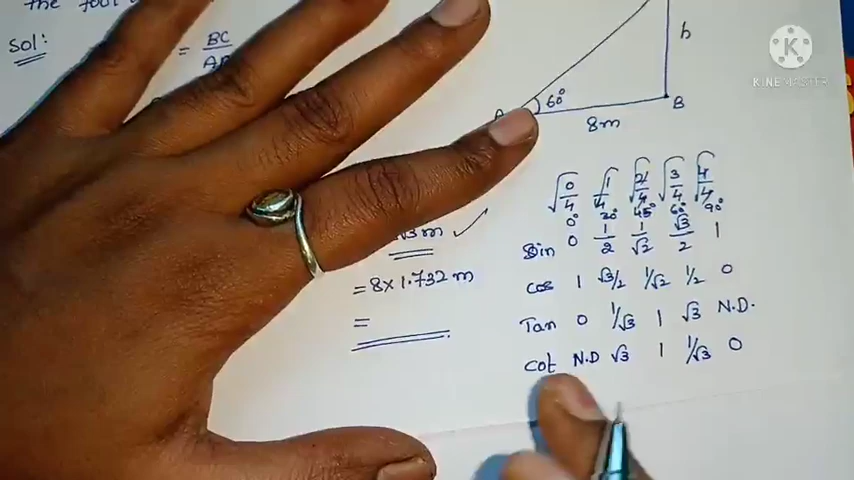 the foot
Sol:
= BC
h
K
KINEMASTER
60°
B
8m
√0/4 √1/4 √2/4 √3/4 √4/4
0° 30° 45° 60° 90°
Sin 0 1/2 1/√2 √3/2 1
√3 m ✓
= 8 × 1.732 m
cos 1 √3/2 1/√2 1/2 0
=
Tan 0 1/√3 1 √3 N.D.
cot N.D √3 1 1/√3 0